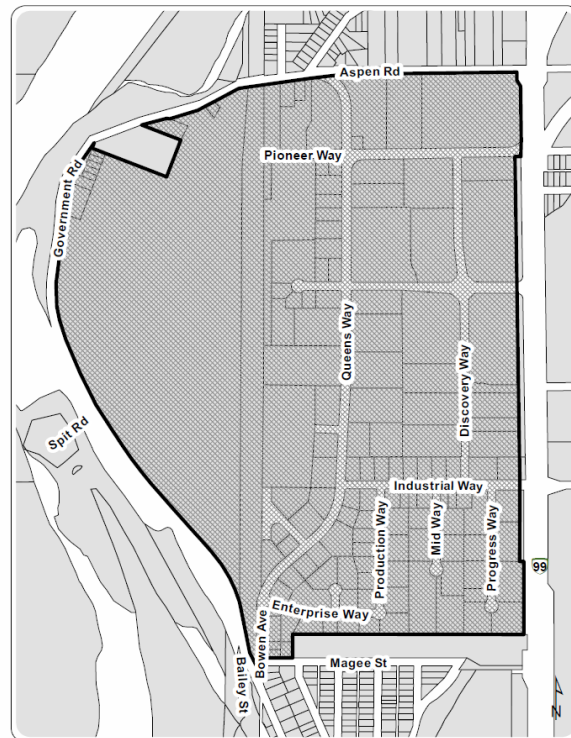 Aspen Rd
Pioneer Way
Government Rd
Queens Way
Discovery Way
Spit Rd
Industrial Way
Production Way
Mid Way
Progress Way
99
Enterprise Way
Bowen Ave
Magee St
Bailey St
N